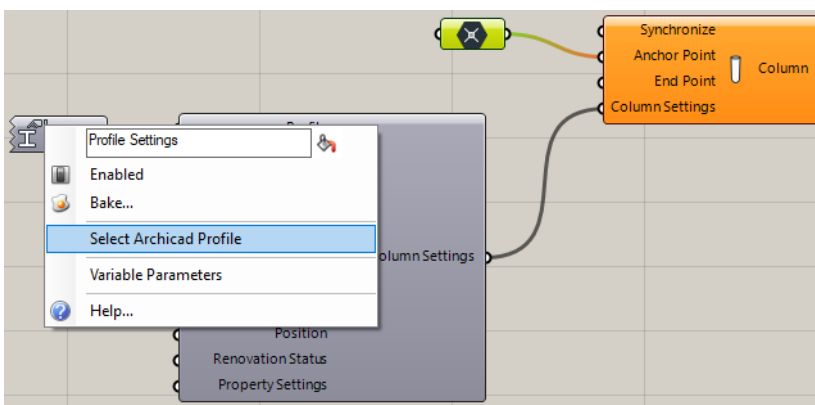 Synchronize
Anchor Point
End Point
Column Settings
Column
Profile Settings
Enabled
Bake...
Select Archicad Profile
Variable Parameters
Help...
olumn Settings
Position
Renovation Status
Property Settings